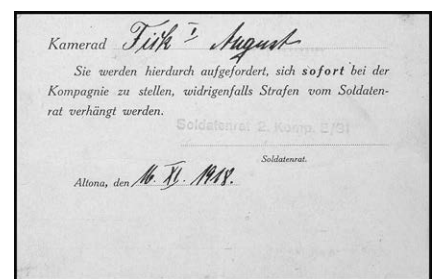 Kamerad Fick I August
Sie werden hierdurch aufgefordert, sich sofort bei der
Kompagnie zu stellen, widrigenfalls Strafen vom Soldaten-
rat verhängt werden.
Soldatenrat 2. Komp. E/31
Soldatenrat.
Altona, den 16. XI. 1918.